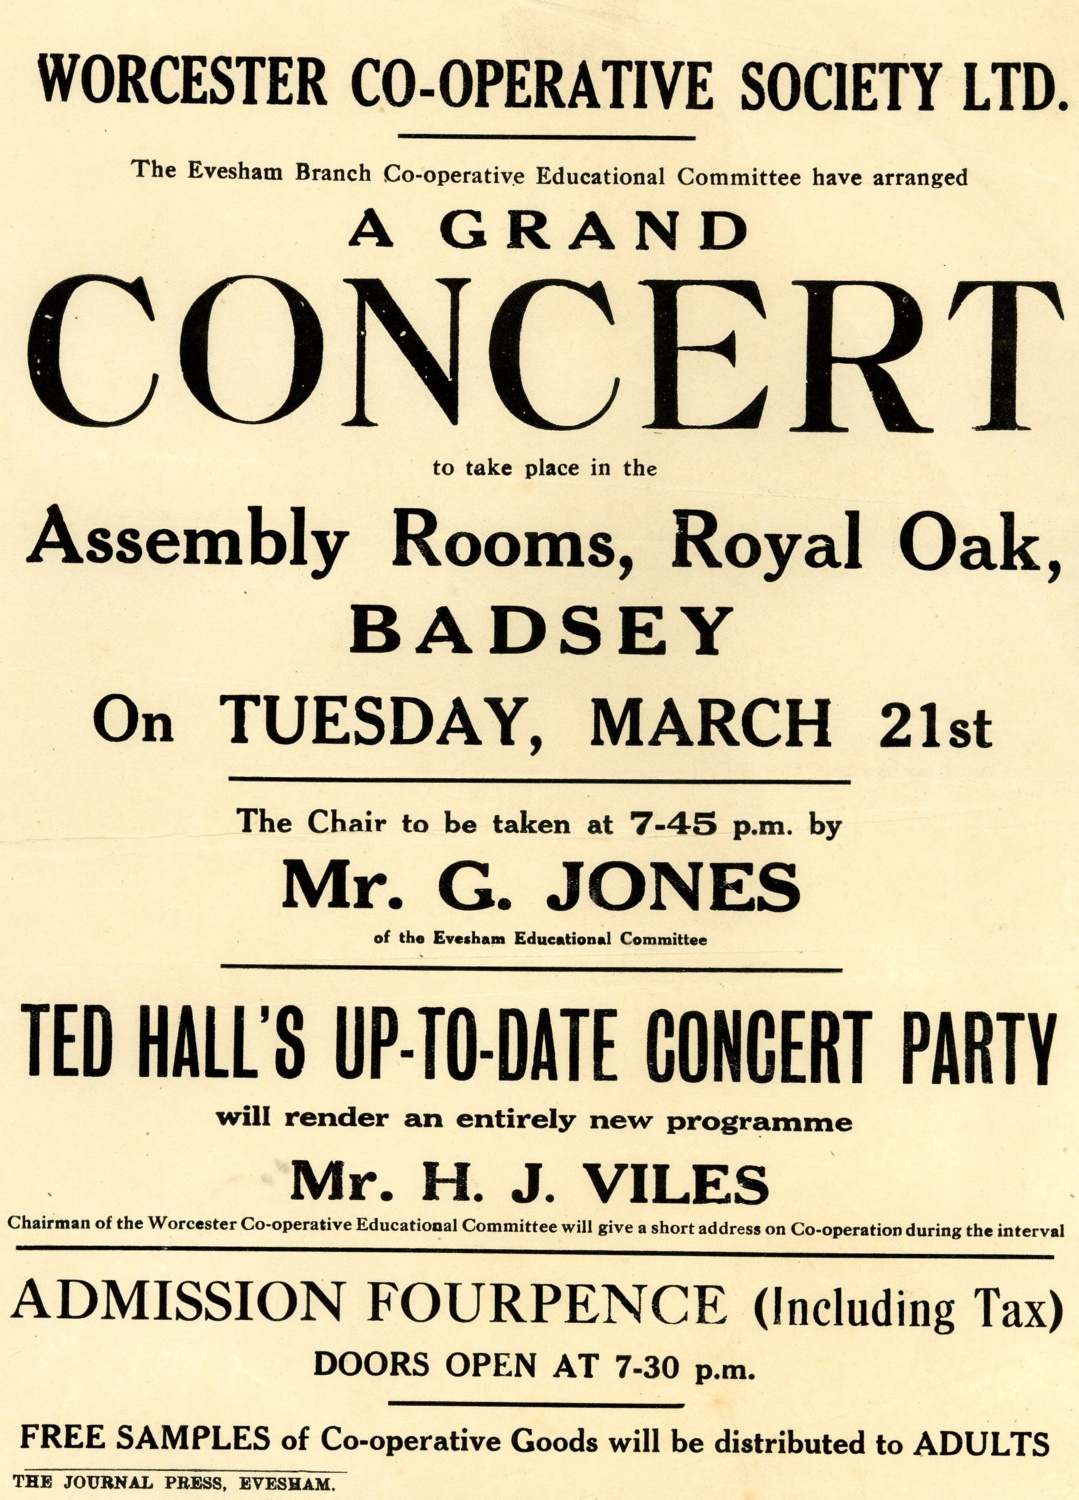 WORCESTER CO-OPERATIVE SOCIETY LTD.
The Evesham Branch Co-operative Educational Committee have arranged
A GRAND
CONCERT
to take place in the
Assembly Rooms, Royal Oak,
BADSEY
On TUESDAY, MARCH 21st
The Chair to be taken at 7-45 p.m. by
Mr. G. JONES
of the Evesham Educational Committee
TED HALL'S UP-TO-DATE CONCERT PARTY
will render an entirely new programme
Mr. H. J. VILES
Chairman of the Worcester Co-operative Educational Committee will give a short address on Co-operation during the interval
ADMISSION FOURPENCE (Including Tax)
DOORS OPEN AT 7-30 p.m.
FREE SAMPLES of Co-operative Goods will be distributed to ADULTS
THE JOURNAL PRESS, EVESHAM.